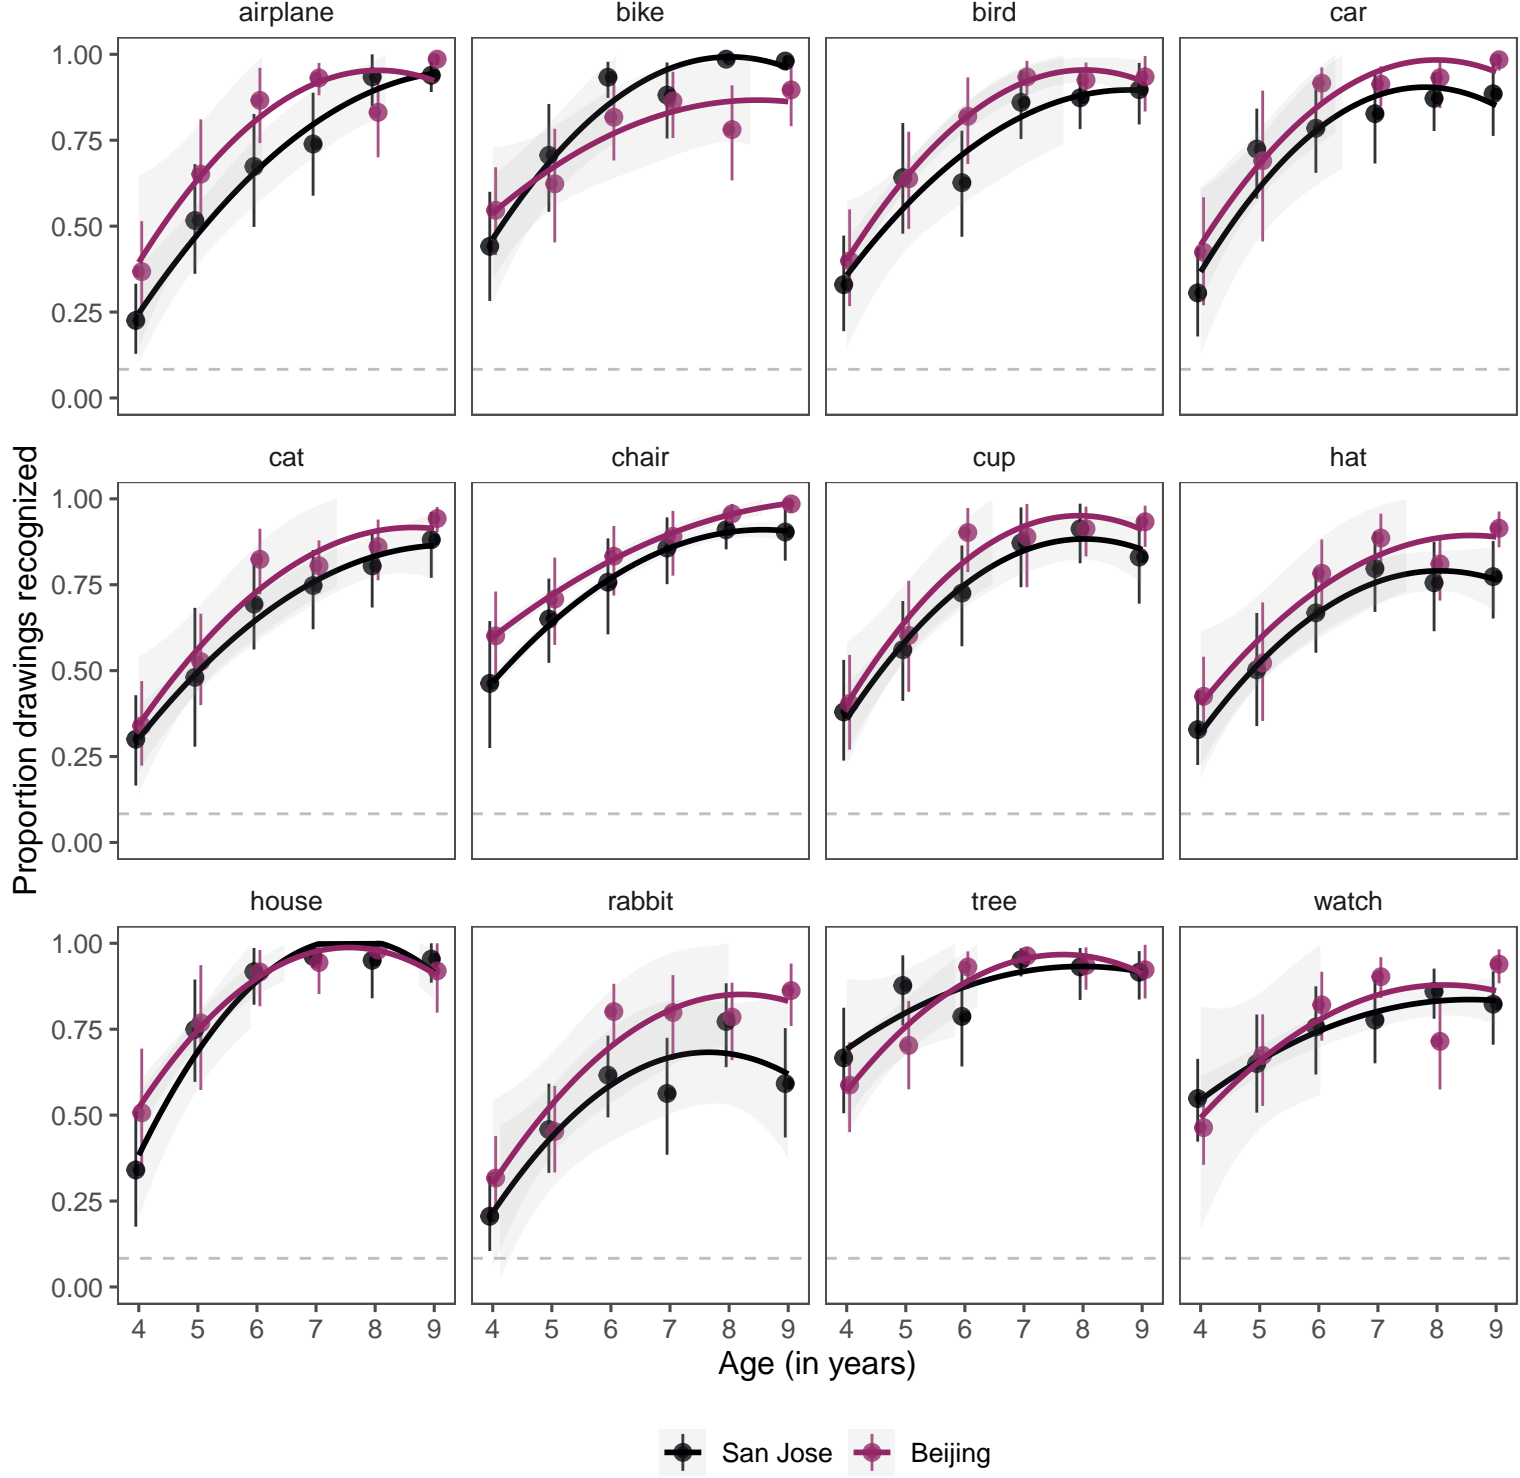 airplane bike bird car
1.00
0.75
0.50
0.25
0.00
cat chair cup hat
1.00
0.75
0.50
0.25
0.00
Proportion drawings recognized
house rabbit tree watch
1.00
0.75
0.50
0.25
0.00
4 5 6 7 8 9 4 5 6 7 8 9 4 5 6 7 8 9 4 5 6 7 8 9
Age (in years)
San Jose Beijing